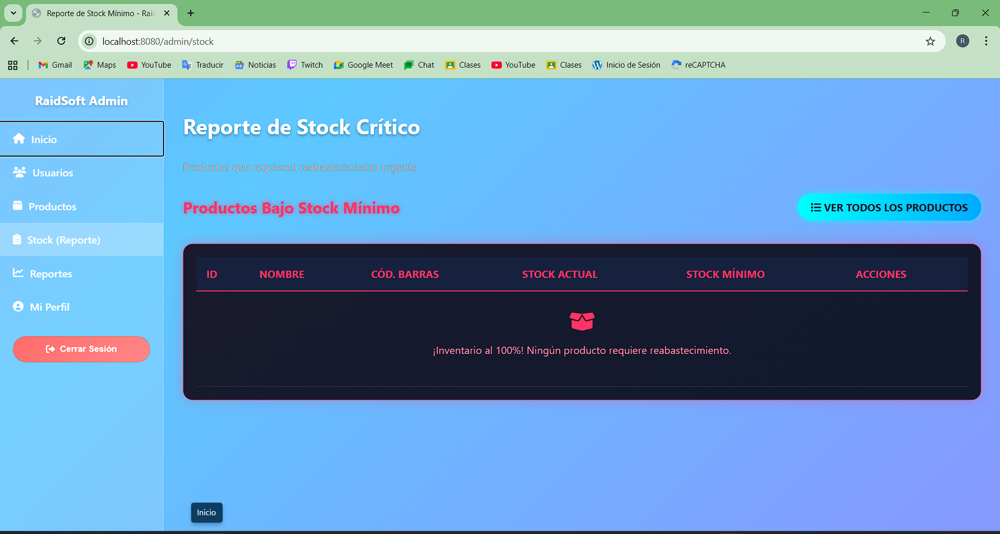 Reporte de Stock Mínimo - Raid
localhost:8080/admin/stock
R
Gmail
Maps
YouTube
Traducir
Noticias
Twitch
Google Meet
Chat
Clases
YouTube
Clases
Inicio de Sesión
reCAPTCHA
RaidSoft Admin
Inicio
Usuarios
Productos
Stock (Reporte)
Reportes
Mi Perfil
Cerrar Sesión
Reporte de Stock Crítico
Productos que requieren reabastecimiento urgente
Productos Bajo Stock Mínimo
VER TODOS LOS PRODUCTOS
ID NOMBRE CÓD. BARRAS STOCK ACTUAL STOCK MÍNIMO ACCIONES
¡Inventario al 100%! Ningún producto requiere reabastecimiento.
Inicio